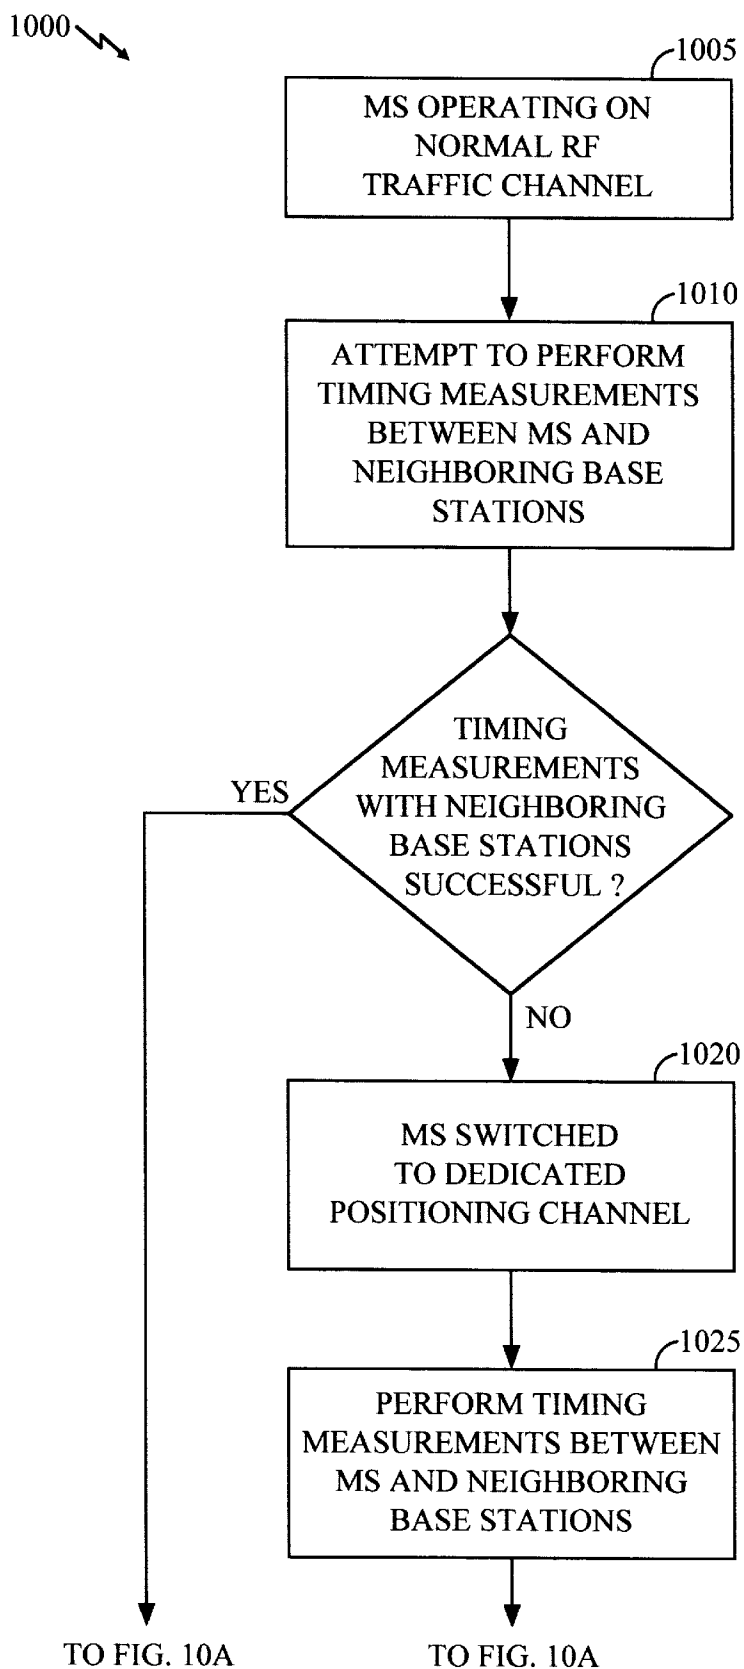 1000
1005
MS OPERATING ON
NORMAL RF
TRAFFIC CHANNEL
1010
ATTEMPT TO PERFORM
TIMING MEASUREMENTS
BETWEEN MS AND
NEIGHBORING BASE
STATIONS
TIMING
MEASUREMENTS
WITH NEIGHBORING
BASE STATIONS
SUCCESSFUL ?
YES
NO
1020
MS SWITCHED
TO DEDICATED
POSITIONING CHANNEL
1025
PERFORM TIMING
MEASUREMENTS BETWEEN
MS AND NEIGHBORING
BASE STATIONS
TO FIG. 10A
TO FIG. 10A